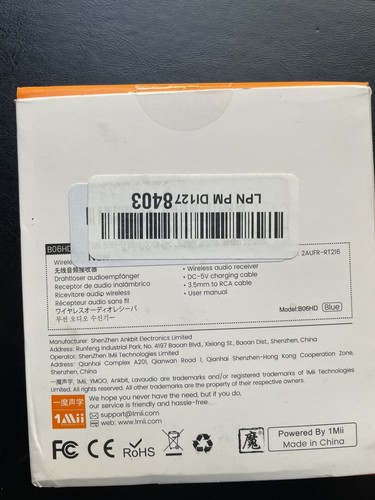 LPN PM DI1278403
B06HD
无线音频接收器
Drahtloser audioempfänger
Receptor de audio inalámbrico
Ricevitore audio wireless
Récepteur audio sans fil
ワイヤレスオーディオレシーバ
무선 오디오 수신기
• Wireless audio receiver
• DC-5V charging cable
• 3.5mm to RCA cable
• User manual
2AUFR-RT216
Model:B06HD Blue
Manufacturer: ShenZhen Ankbit Electronics Limited
Address: Runfeng Industrial Park, No. 4197 Baoan Blvd., Xixiang St., Baoan Dist., Shenzhen, China
Operator: ShenZhen 1Mii Technologies Limited
Address: Qianhai Complex A201, Qianwan Road 1, Qianhai Shenzhen-Hong Kong Cooperation Zone,
Shenzhen, China
一魔声学, 1Mii, YMOO, Ankbit, Lavaudio are trademarks and/or registered trademarks of 1Mii Technologies
Limited. All rights reserved. All other trademarks are the property of their respective owners.
一魔声学
1Mii
We hope you never have the need, but if you do,
our service is friendly and hassle-free...
support@1mii.com
web: www.1mii.com
FC CE RoHS
魔
Powered By 1Mii
Made in China